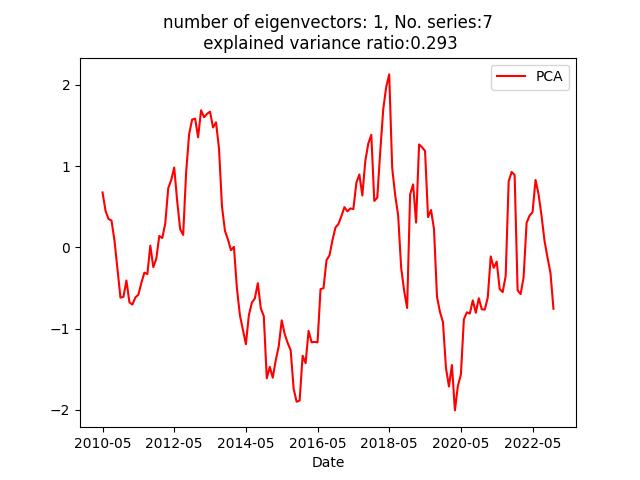 number of eigenvectors: 1, No. series:7
explained variance ratio:0.293
PCA
2
1
0
−1
−2
2010-05 2012-05 2014-05 2016-05 2018-05 2020-05 2022-05
Date